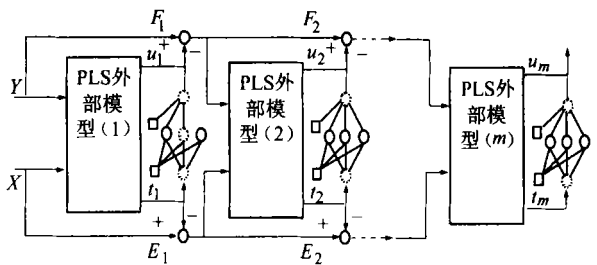 F₁ F₂
+ − + −
u₁ u₂ uₘ
Y
PLS外
部模
型(1)
PLS外
部模
型(2)
PLS外
部模
型(m)
X
t₁ t₂ tₘ
+ − + −
E₁ E₂